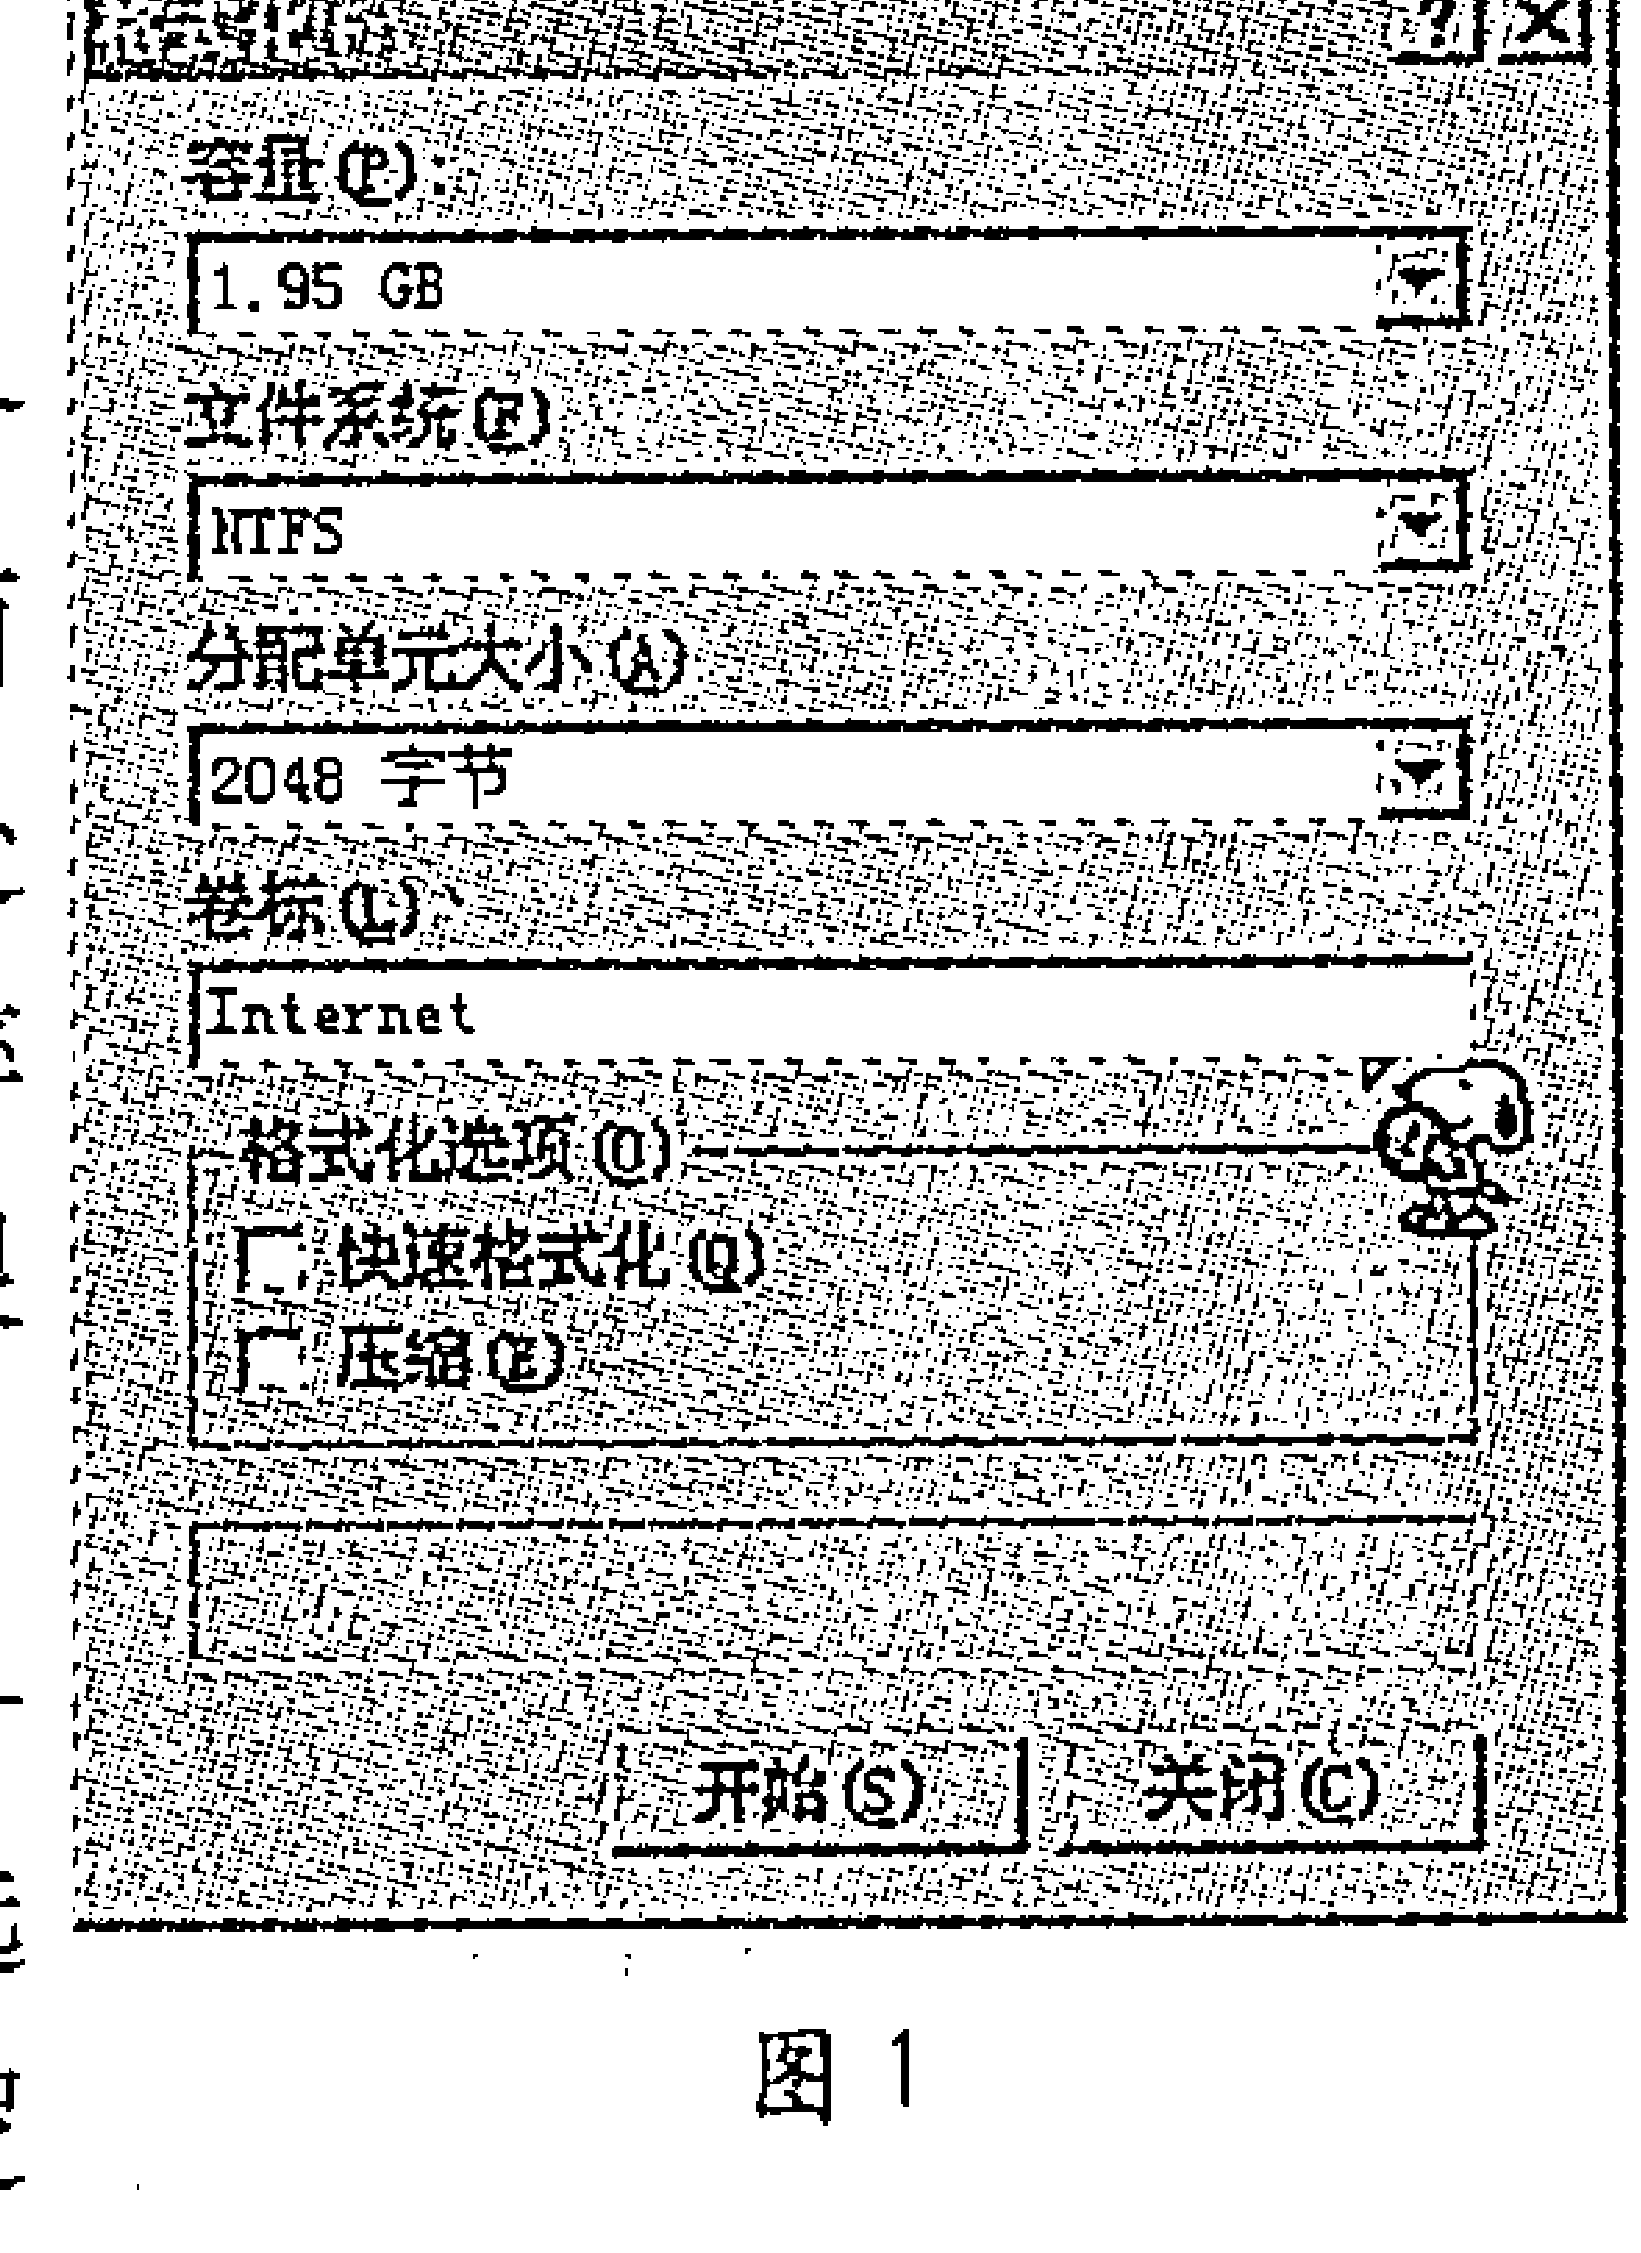 容量(P):
1.95 GB
文件系统(F)
NTFS
分配单元大小(A)
2048 字节
卷标(L)
Internet
格式化选项(O)
快速格式化(Q)
压缩(E)
开始(S) 关闭(C)
图 1